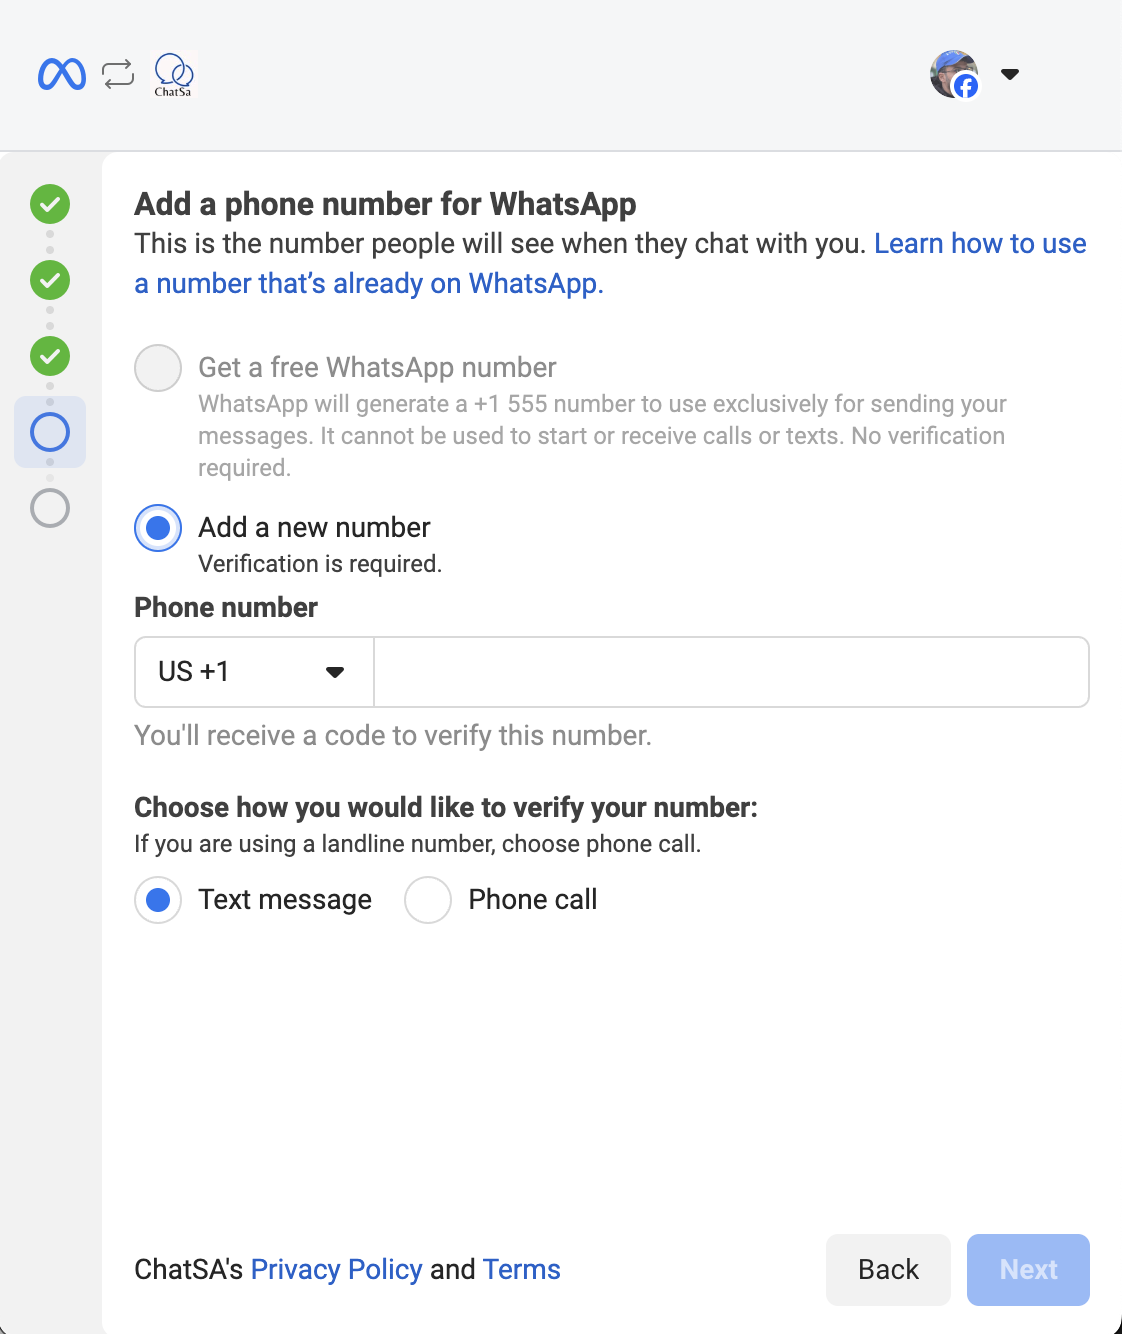 ChatSa
Add a phone number for WhatsApp
This is the number people will see when they chat with you. Learn how to use
a number that’s already on WhatsApp.
Get a free WhatsApp number
WhatsApp will generate a +1 555 number to use exclusively for sending your
messages. It cannot be used to start or receive calls or texts. No verification
required.
Add a new number
Verification is required.
Phone number
US +1
You'll receive a code to verify this number.
Choose how you would like to verify your number:
If you are using a landline number, choose phone call.
Text message Phone call
ChatSA's Privacy Policy and Terms Back Next